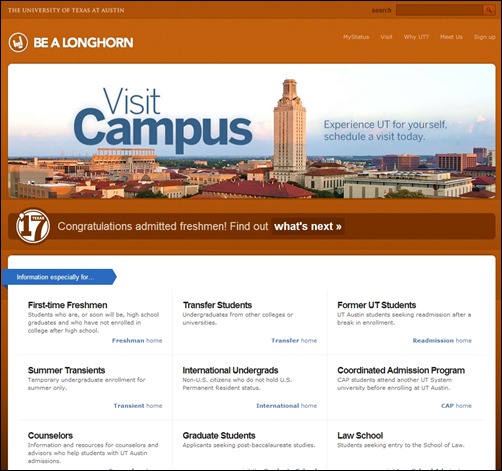 THE UNIVERSITY OF TEXAS AT AUSTIN
search
BE A LONGHORN
MyStatus Visit Why UT? Meet Us Sign up
Visit
Campus
Experience UT for yourself,
schedule a visit today.
TEXAS
17
Congratulations admitted freshmen! Find out what's next »
Information especially for...
First-time Freshmen
Students who are, or soon will be, high school
graduates and who have not enrolled in
college after high school.
Freshman home
Transfer Students
Undergraduates from other colleges or
universities.
Transfer home
Former UT Students
UT Austin students seeking readmission after a
break in enrollment.
Readmission home
Summer Transients
Temporary undergraduate enrollment for
summer only.
Transient home
International Undergrads
Non-U.S. citizens who do not hold U.S.
Permanent Resident status.
International home
Coordinated Admission Program
CAP students attend another UT System
university before enrolling at UT Austin.
CAP home
Counselors
Information and resources for counselors and
advisors who help students with UT Austin
admissions.
Graduate Students
Applicants seeking post-baccalaureate studies.
Law School
Students seeking entry to the School of Law.